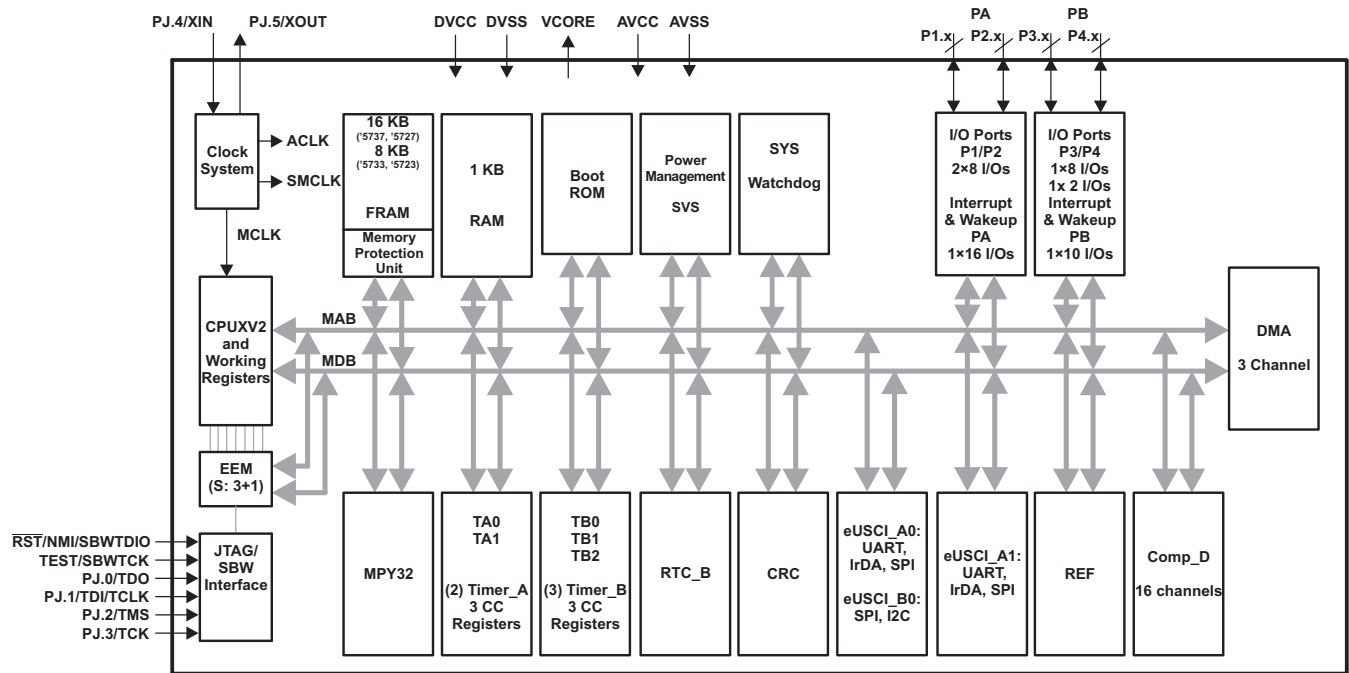 PJ.4/XIN
PJ.5/XOUT
DVCC
DVSS
VCORE
AVCC
AVSS
PA
P1.x
P2.x
PB
P3.x
P4.x
Clock
System
ACLK
SMCLK
MCLK
16 KB
('5737, '5727)
8 KB
('5733, '5723)
FRAM
Memory
Protection
Unit
1 KB
RAM
Boot
ROM
Power
Management
SVS
SYS
Watchdog
I/O Ports
P1/P2
2×8 I/Os
Interrupt
& Wakeup
PA
1×16 I/Os
I/O Ports
P3/P4
1×8 I/Os
1x 2 I/Os
Interrupt
& Wakeup
PB
1×10 I/Os
CPUXV2
and
Working
Registers
MAB
MDB
DMA
3 Channel
EEM
(S: 3+1)
RST/NMI/SBWTDIO
TEST/SBWTCK
PJ.0/TDO
PJ.1/TDI/TCLK
PJ.2/TMS
PJ.3/TCK
JTAG/
SBW
Interface
MPY32
TA0
TA1
(2) Timer_A
3 CC
Registers
TB0
TB1
TB2
(3) Timer_B
3 CC
Registers
RTC_B
CRC
eUSCI_A0:
UART,
IrDA, SPI
eUSCI_B0:
SPI, I2C
eUSCI_A1:
UART,
IrDA, SPI
REF
Comp_D
16 channels